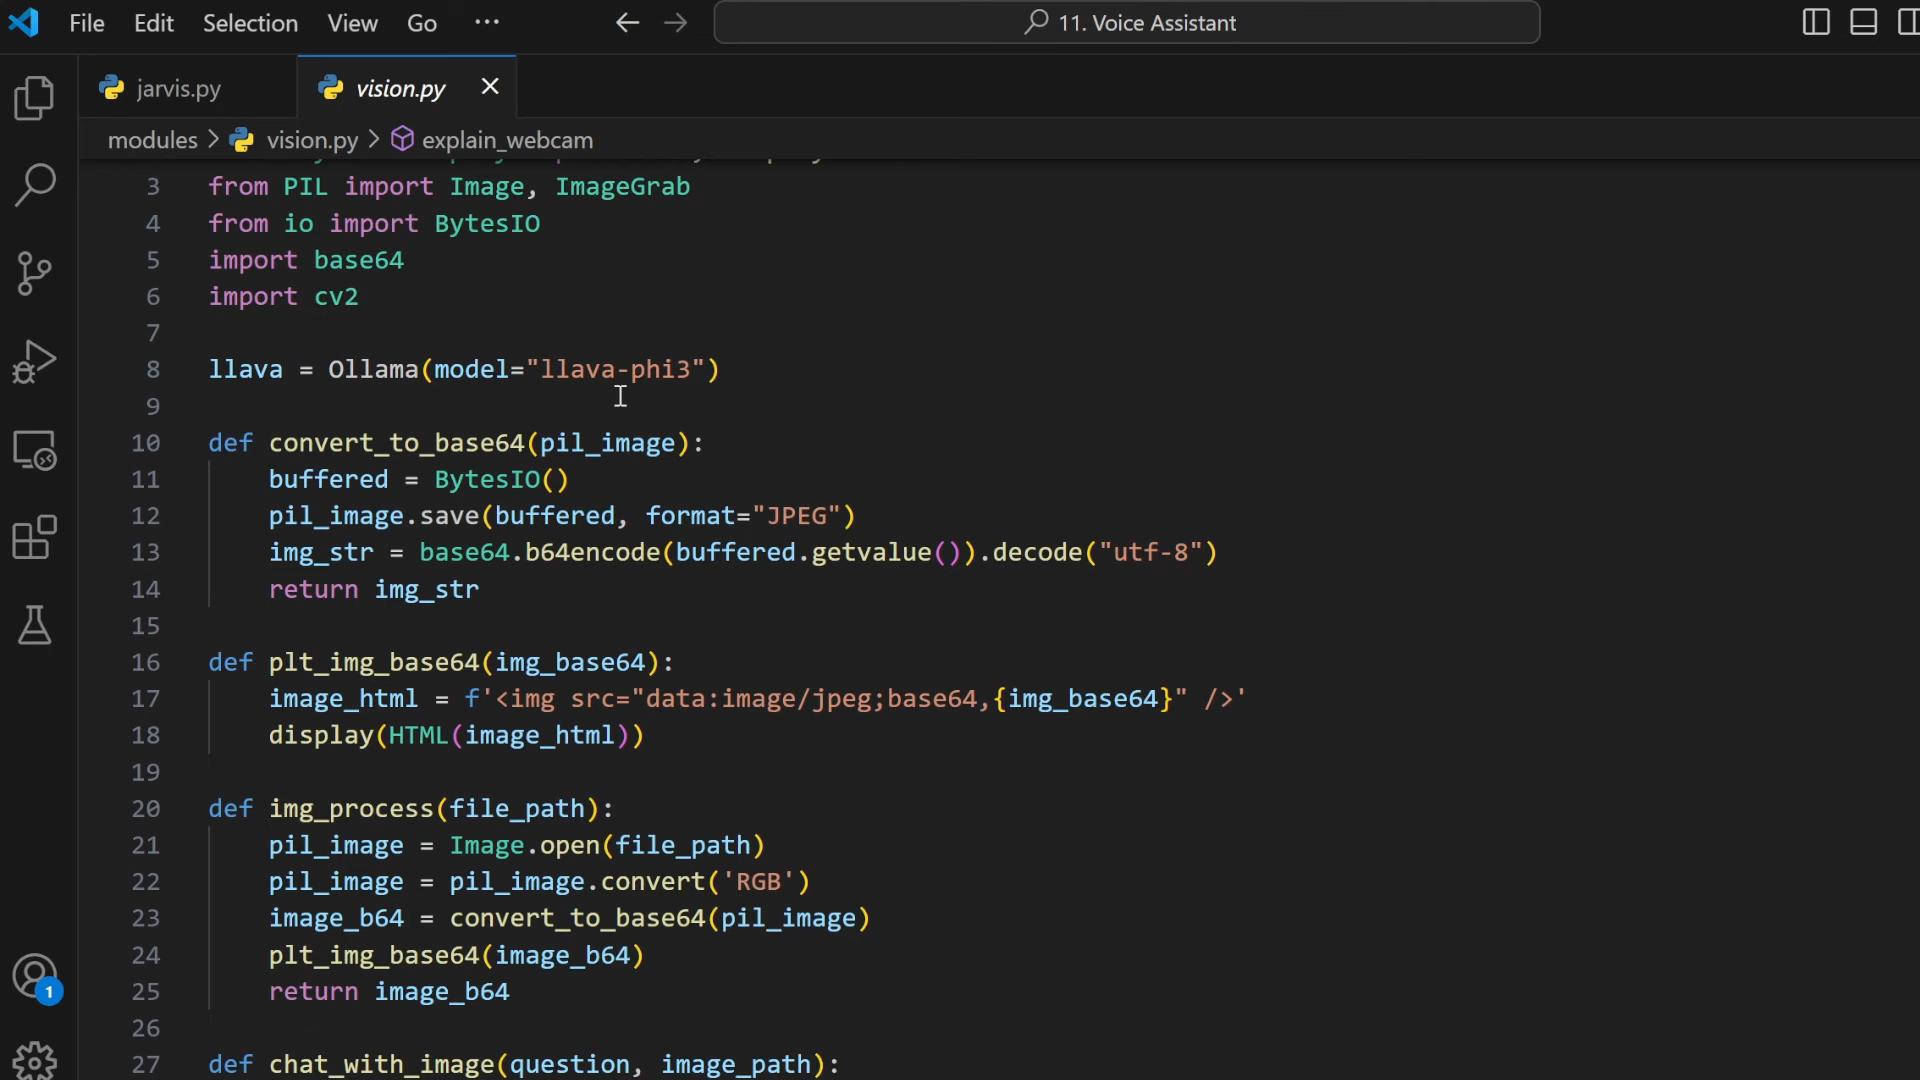 File Edit Selection View Go ··· 11. Voice Assistant
jarvis.py vision.py
modules > vision.py > explain_webcam
3 from PIL import Image, ImageGrab
4 from io import BytesIO
5 import base64
6 import cv2
7
8 llava = Ollama(model="llava-phi3")
9
10 def convert_to_base64(pil_image):
11 buffered = BytesIO()
12 pil_image.save(buffered, format="JPEG")
13 img_str = base64.b64encode(buffered.getvalue()).decode("utf-8")
14 return img_str
15
16 def plt_img_base64(img_base64):
17 image_html = f'<img src="data:image/jpeg;base64,{img_base64}" />'
18 display(HTML(image_html))
19
20 def img_process(file_path):
21 pil_image = Image.open(file_path)
22 pil_image = pil_image.convert('RGB')
23 image_b64 = convert_to_base64(pil_image)
24 plt_img_base64(image_b64)
25 return image_b64
26
27 def chat_with_image(question, image_path):
1